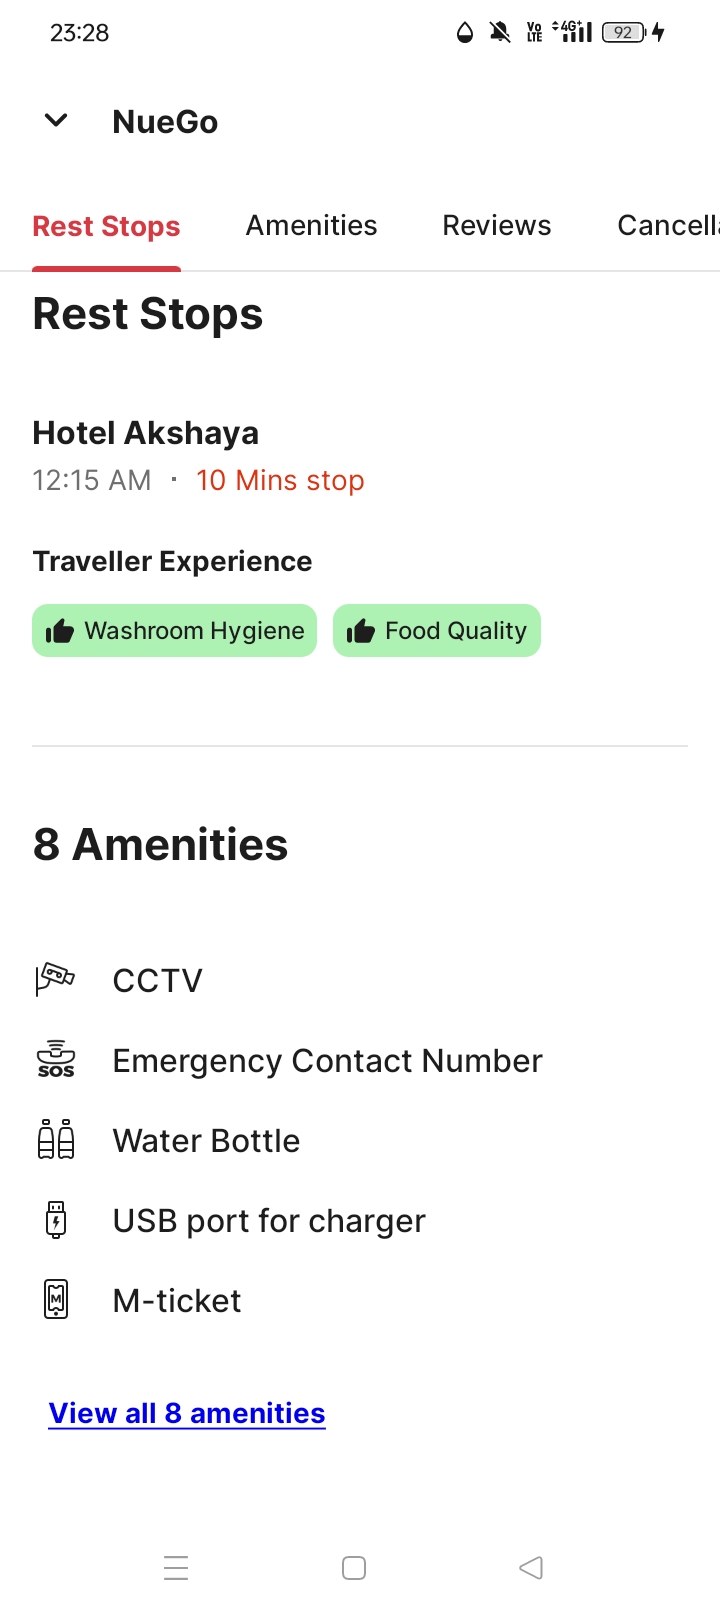 23:28
Vo LTE 4G+ 92
NueGo
Rest Stops Amenities Reviews Cancell
Rest Stops
Hotel Akshaya
12:15 AM · 10 Mins stop
Traveller Experience
Washroom Hygiene Food Quality
8 Amenities
CCTV
SOS Emergency Contact Number
Water Bottle
USB port for charger
M M-ticket
View all 8 amenities